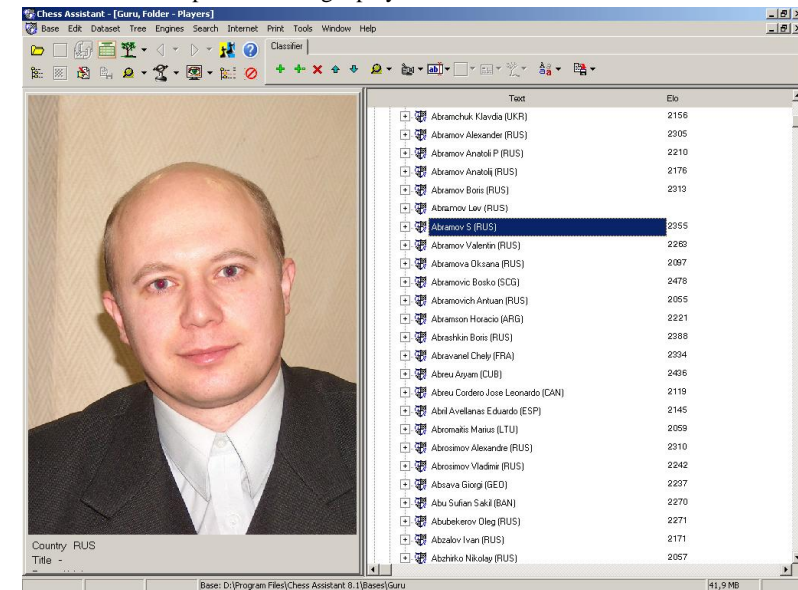 Chess Assistant - [Guru, Folder - Players]
Base Edit Dataset Tree Engines Search Internet Print Tools Window Help
Classifier
Text Elo
Abramchuk Klavdia (UKR) 2156
Abramov Alexander (RUS) 2305
Abramov Anatoli P (RUS) 2210
Abramov Anatolij (RUS) 2176
Abramov Boris (RUS) 2313
Abramov Lev (RUS)
Abramov S (RUS) 2355
Abramov Valentin (RUS) 2263
Abramova Oksana (RUS) 2097
Abramovic Bosko (SCG) 2478
Abramovich Antuan (RUS) 2055
Abramson Horacio (ARG) 2221
Abrashkin Boris (RUS) 2388
Abravanel Chely (FRA) 2334
Abreu Aryam (CUB) 2436
Abreu Cordero Jose Leonardo (CAN) 2119
Abril Avellanas Eduardo (ESP) 2145
Abromaitis Marius (LTU) 2059
Abrosimov Alexandre (RUS) 2310
Abrosimov Vladimir (RUS) 2242
Absava Giorgi (GEO) 2237
Abu Sufian Sakil (BAN) 2270
Abubekerov Oleg (RUS) 2271
Abzalov Ivan (RUS) 2171
Abzhirko Nikolay (RUS) 2057
Country RUS
Title -
Base: D:\Program Files\Chess Assistant 8.1\Bases\Guru 41,9 MB